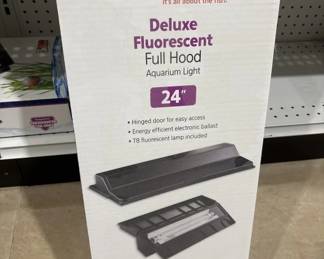 it's all about the fish!
Deluxe
Fluorescent
Full Hood
Aquarium Light
24"
• Hinged door for easy access
• Energy efficient electronic ballast
• T8 fluorescent lamp included